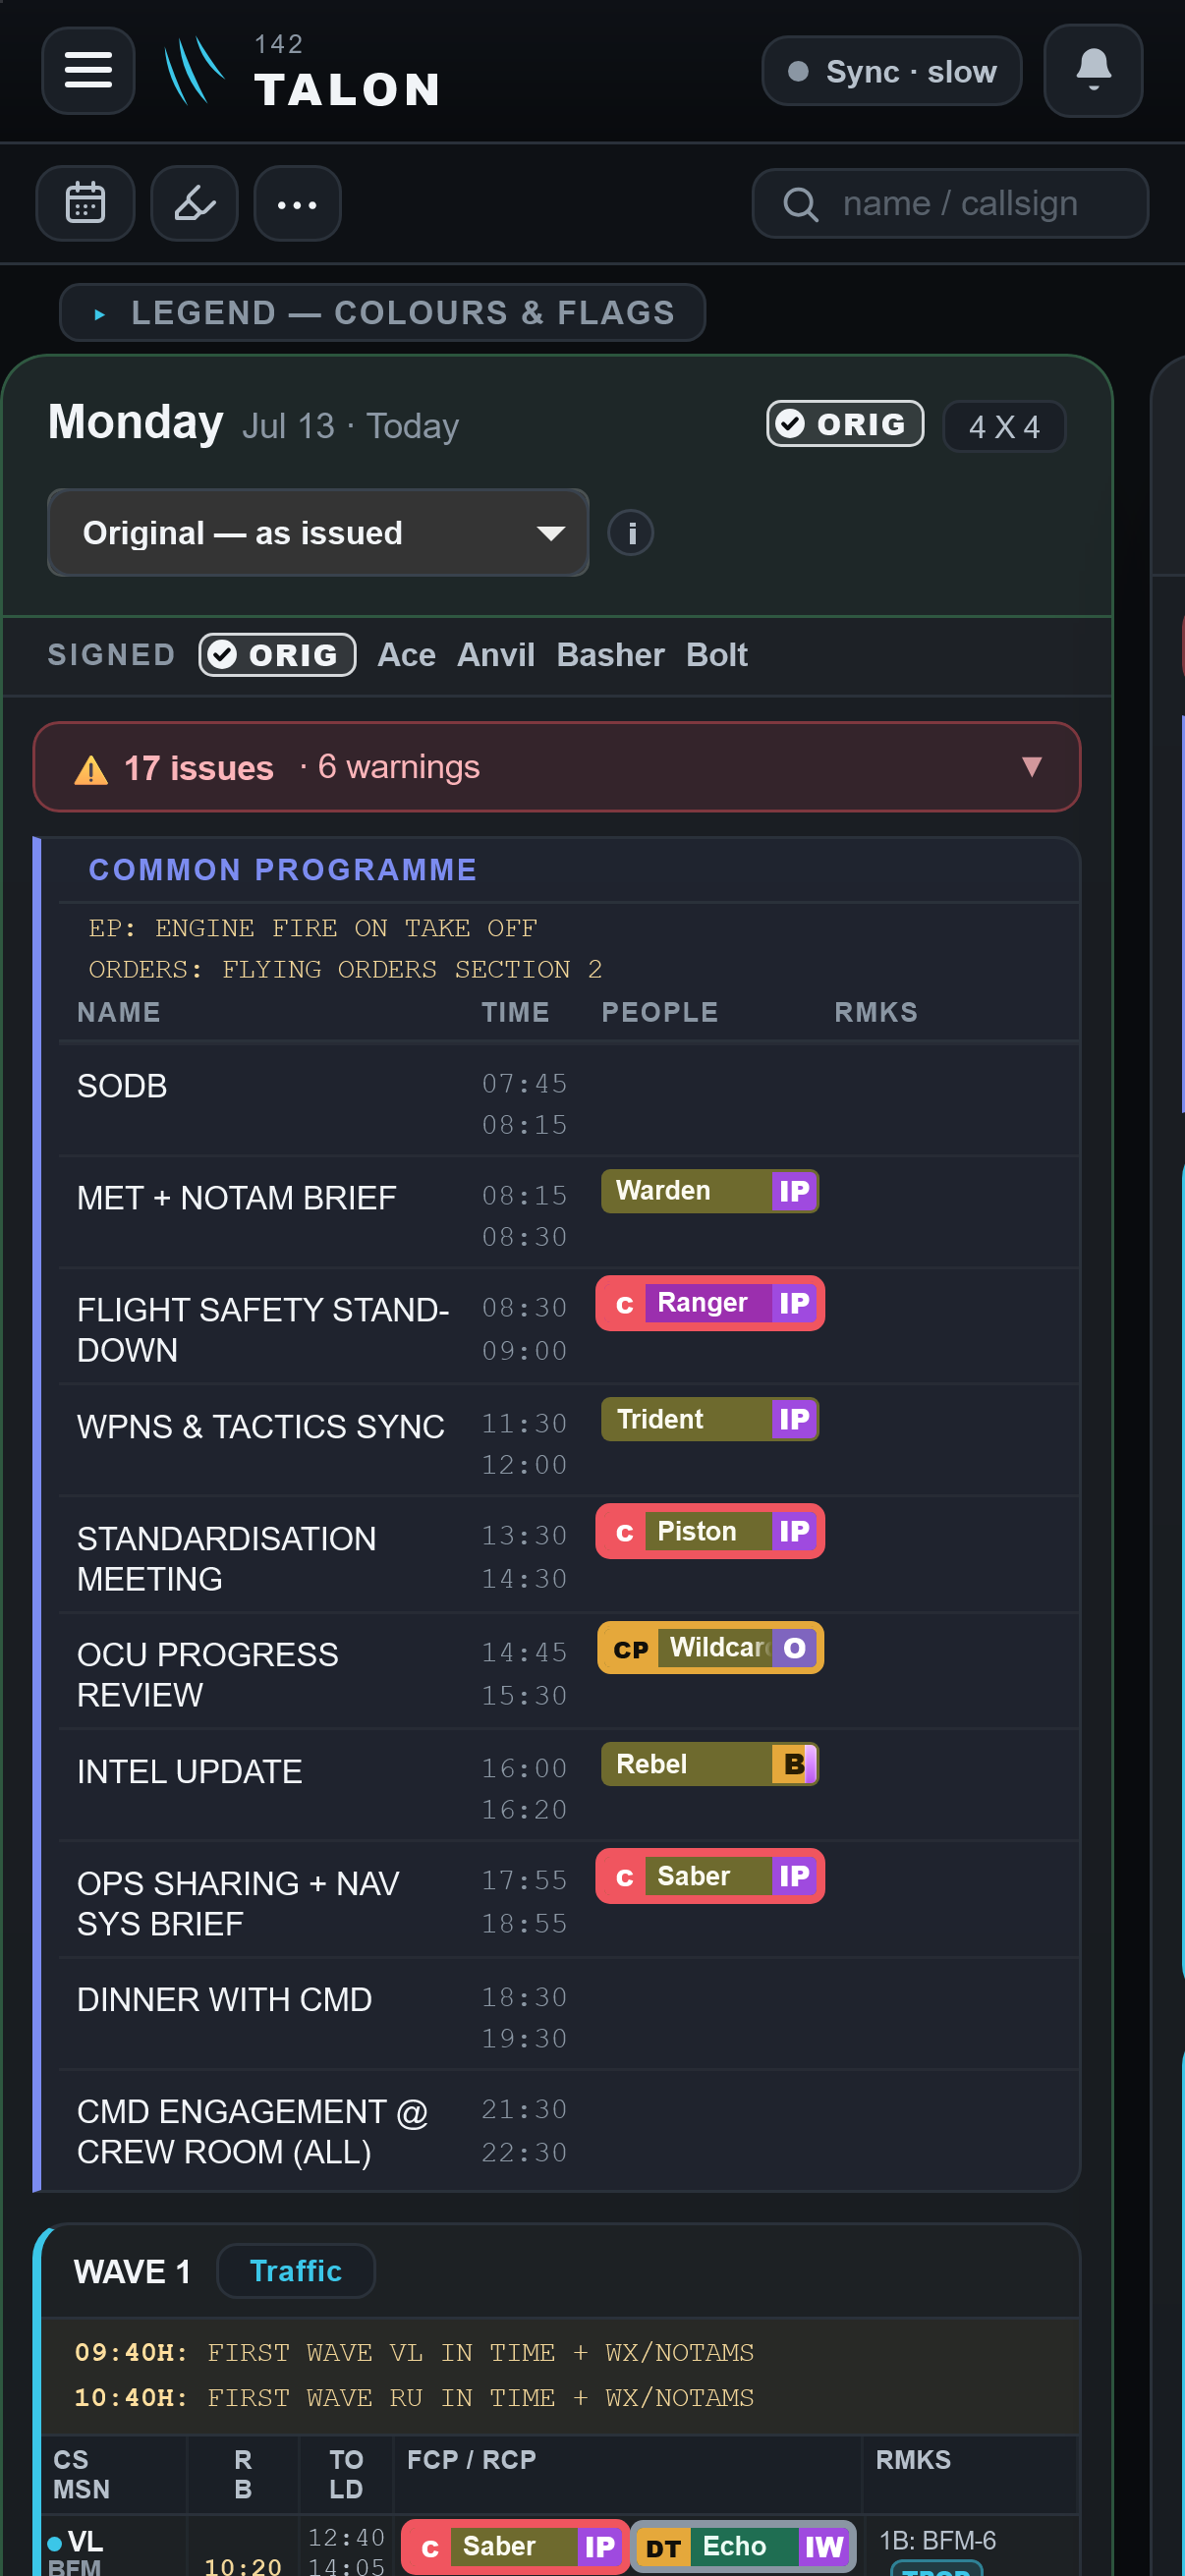 142
TALON
Sync · slow
name / callsign
LEGEND — COLOURS & FLAGS
Monday Jul 13 · Today ORIG 4 X 4
Original — as issued i
SIGNED ORIG Ace Anvil Basher Bolt
17 issues · 6 warnings
COMMON PROGRAMME
EP: ENGINE FIRE ON TAKE OFF
ORDERS: FLYING ORDERS SECTION 2
NAME TIME PEOPLE RMKS
SODB 07:45
08:15
MET + NOTAM BRIEF 08:15 Warden IP
08:30
FLIGHT SAFETY STAND- 08:30 C Ranger IP
DOWN 09:00
WPNS & TACTICS SYNC 11:30 Trident IP
12:00
STANDARDISATION 13:30 C Piston IP
MEETING 14:30
OCU PROGRESS 14:45 CP Wildcard O
REVIEW 15:30
INTEL UPDATE 16:00 Rebel B
16:20
OPS SHARING + NAV 17:55 C Saber IP
SYS BRIEF 18:55
DINNER WITH CMD 18:30
19:30
CMD ENGAGEMENT @ 21:30
CREW ROOM (ALL) 22:30
WAVE 1 Traffic
09:40H: FIRST WAVE VL IN TIME + WX/NOTAMS
10:40H: FIRST WAVE RU IN TIME + WX/NOTAMS
CS R TO FCP / RCP RMKS
MSN B LD
VL 12:40 C Saber IP DT Echo IW 1B: BFM-6
BFM 10:20 14:05